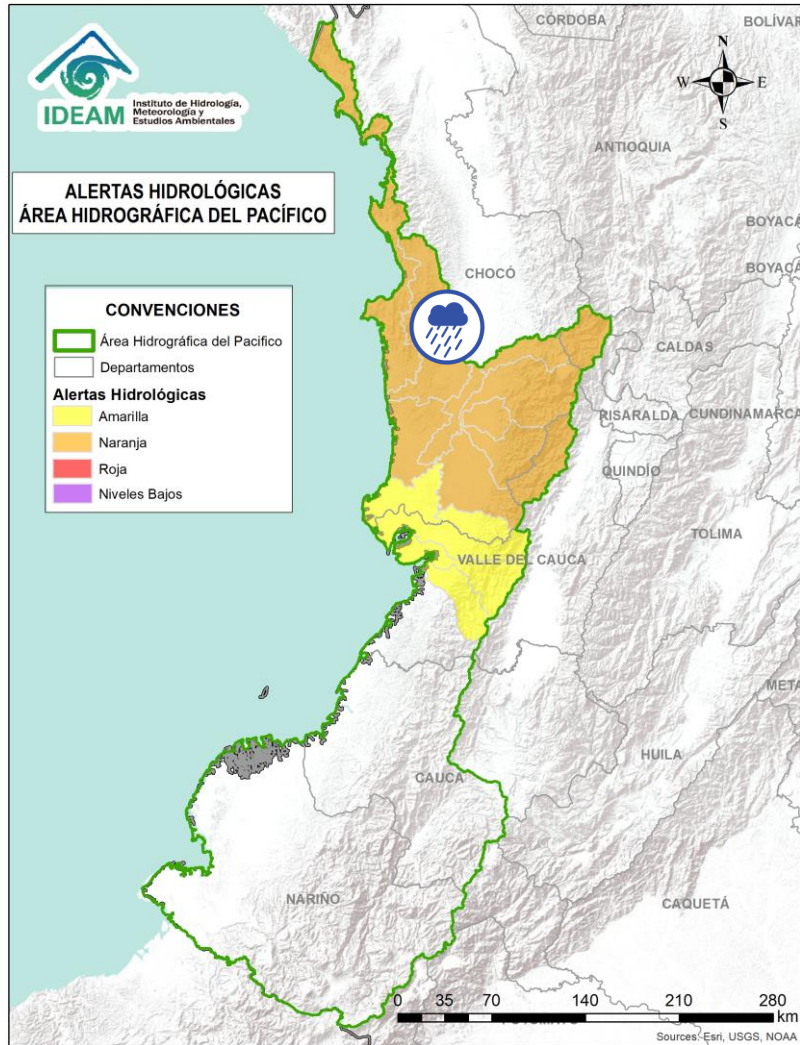 CÓRDOBA
BOLÍVAR
N
W E
S
IDEAM
Instituto de Hidrología,
Meteorología y
Estudios Ambientales
ANTIOQUIA
ALERTAS HIDROLÓGICAS
ÁREA HIDROGRÁFICA DEL PACÍFICO
BOYACÁ
BOYACÁ
CHOCÓ
CONVENCIONES
Área Hidrográfica del Pacifico
Departamentos
Alertas Hidrológicas
Amarilla
Naranja
Roja
Niveles Bajos
CALDAS
RISARALDA
CUNDINAMARCA
QUINDÍO
TOLIMA
VALLE DEL CAUCA
META
HUILA
CAUCA
NARIÑO
CAQUETÁ
0 35 70 140 210 280
km
Sources: Esri, USGS, NOAA